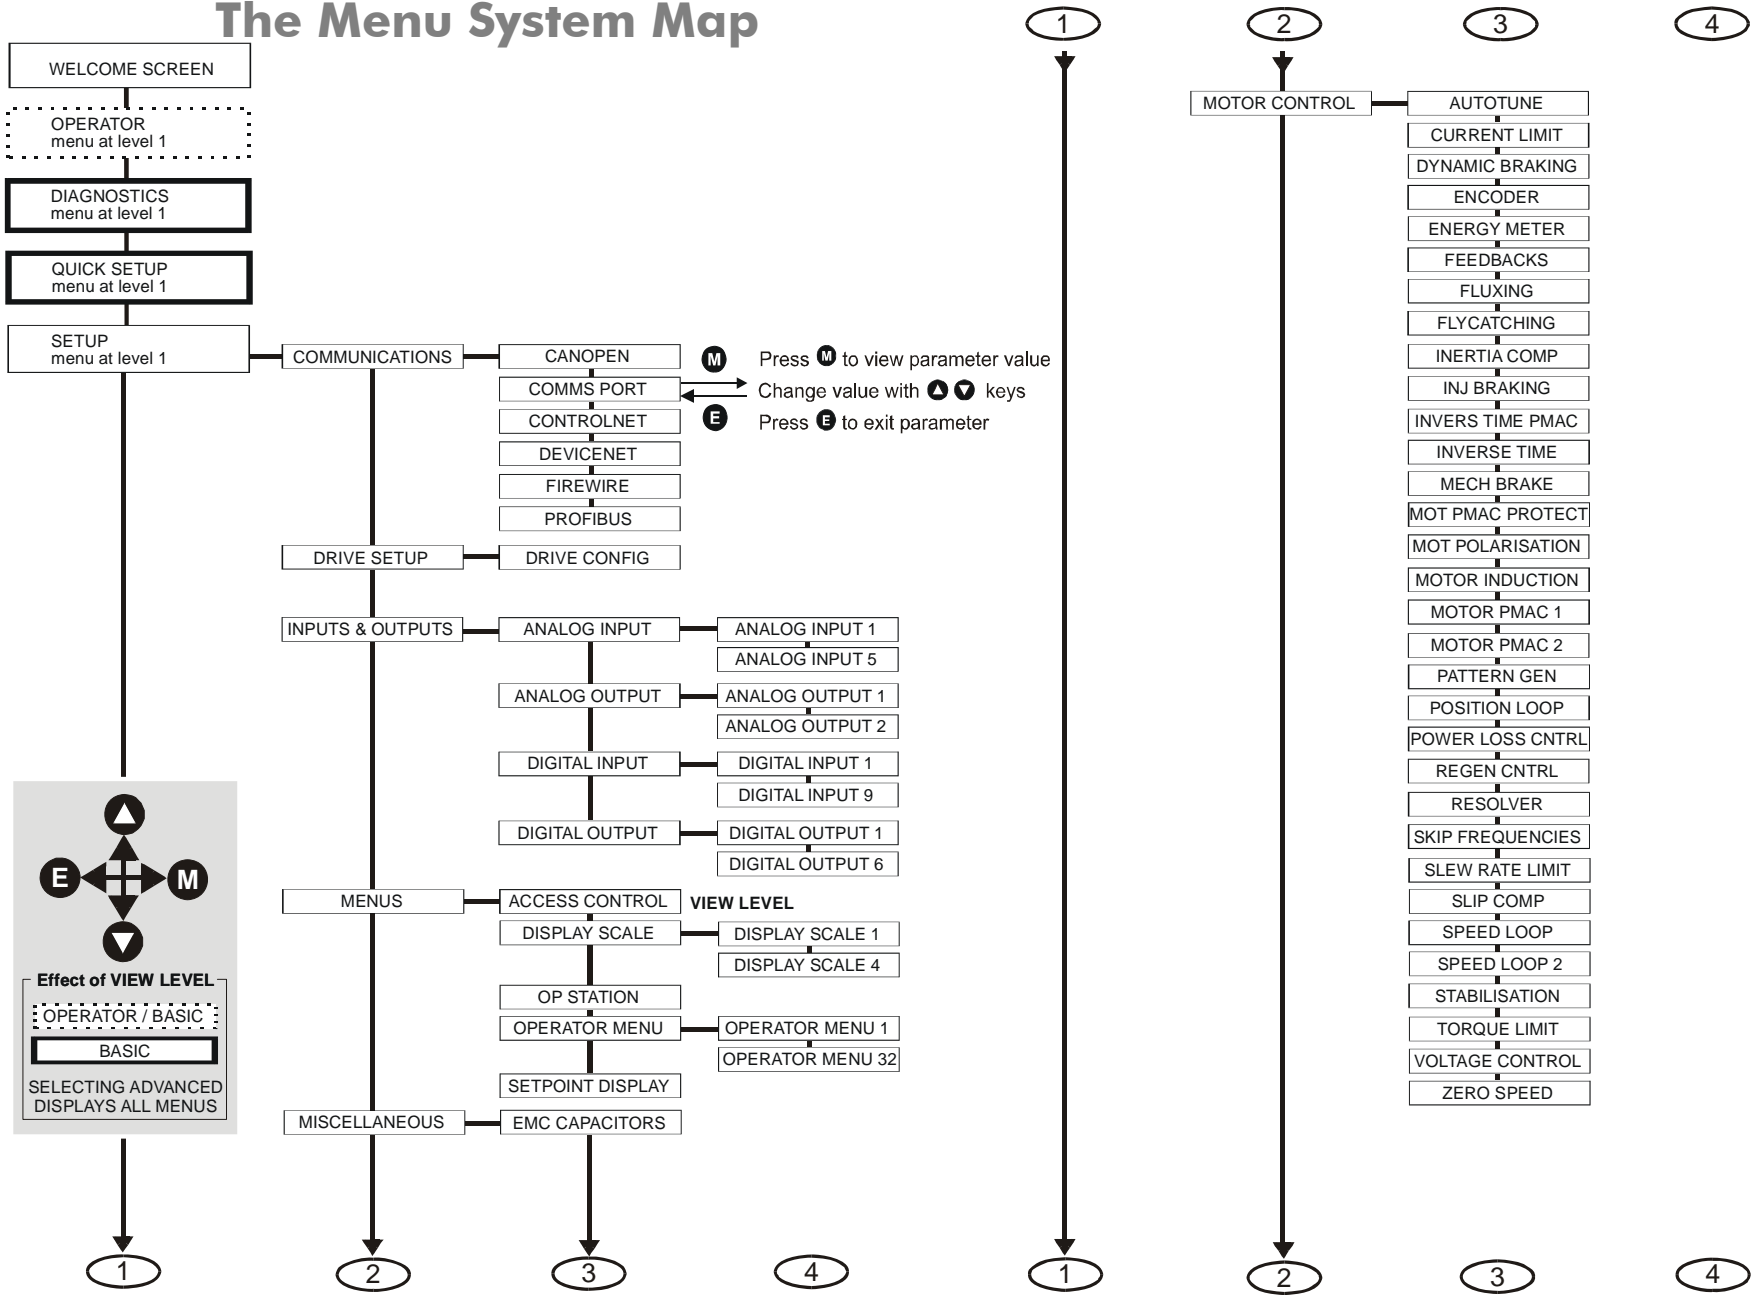 The Menu System Map
WELCOME SCREEN
OPERATOR
menu at level 1
DIAGNOSTICS
menu at level 1
QUICK SETUP
menu at level 1
SETUP
menu at level 1
E
M
Effect of VIEW LEVEL
OPERATOR / BASIC
BASIC
SELECTING ADVANCED
DISPLAYS ALL MENUS
1
COMMUNICATIONS
CANOPEN
COMMS PORT
CONTROLNET
DEVICENET
FIREWIRE
PROFIBUS
M Press M to view parameter value
Change value with keys
E Press E to exit parameter
DRIVE SETUP
DRIVE CONFIG
INPUTS & OUTPUTS
ANALOG INPUT
ANALOG INPUT 1
ANALOG INPUT 5
ANALOG OUTPUT
ANALOG OUTPUT 1
ANALOG OUTPUT 2
DIGITAL INPUT
DIGITAL INPUT 1
DIGITAL INPUT 9
DIGITAL OUTPUT
DIGITAL OUTPUT 1
DIGITAL OUTPUT 6
MENUS
ACCESS CONTROL
VIEW LEVEL
DISPLAY SCALE
DISPLAY SCALE 1
DISPLAY SCALE 4
OP STATION
OPERATOR MENU
OPERATOR MENU 1
OPERATOR MENU 32
SETPOINT DISPLAY
MISCELLANEOUS
EMC CAPACITORS
2
3
4
1
2
3
4
MOTOR CONTROL
AUTOTUNE
CURRENT LIMIT
DYNAMIC BRAKING
ENCODER
ENERGY METER
FEEDBACKS
FLUXING
FLYCATCHING
INERTIA COMP
INJ BRAKING
INVERS TIME PMAC
INVERSE TIME
MECH BRAKE
MOT PMAC PROTECT
MOT POLARISATION
MOTOR INDUCTION
MOTOR PMAC 1
MOTOR PMAC 2
PATTERN GEN
POSITION LOOP
POWER LOSS CNTRL
REGEN CNTRL
RESOLVER
SKIP FREQUENCIES
SLEW RATE LIMIT
SLIP COMP
SPEED LOOP
SPEED LOOP 2
STABILISATION
TORQUE LIMIT
VOLTAGE CONTROL
ZERO SPEED
1
2
3
4